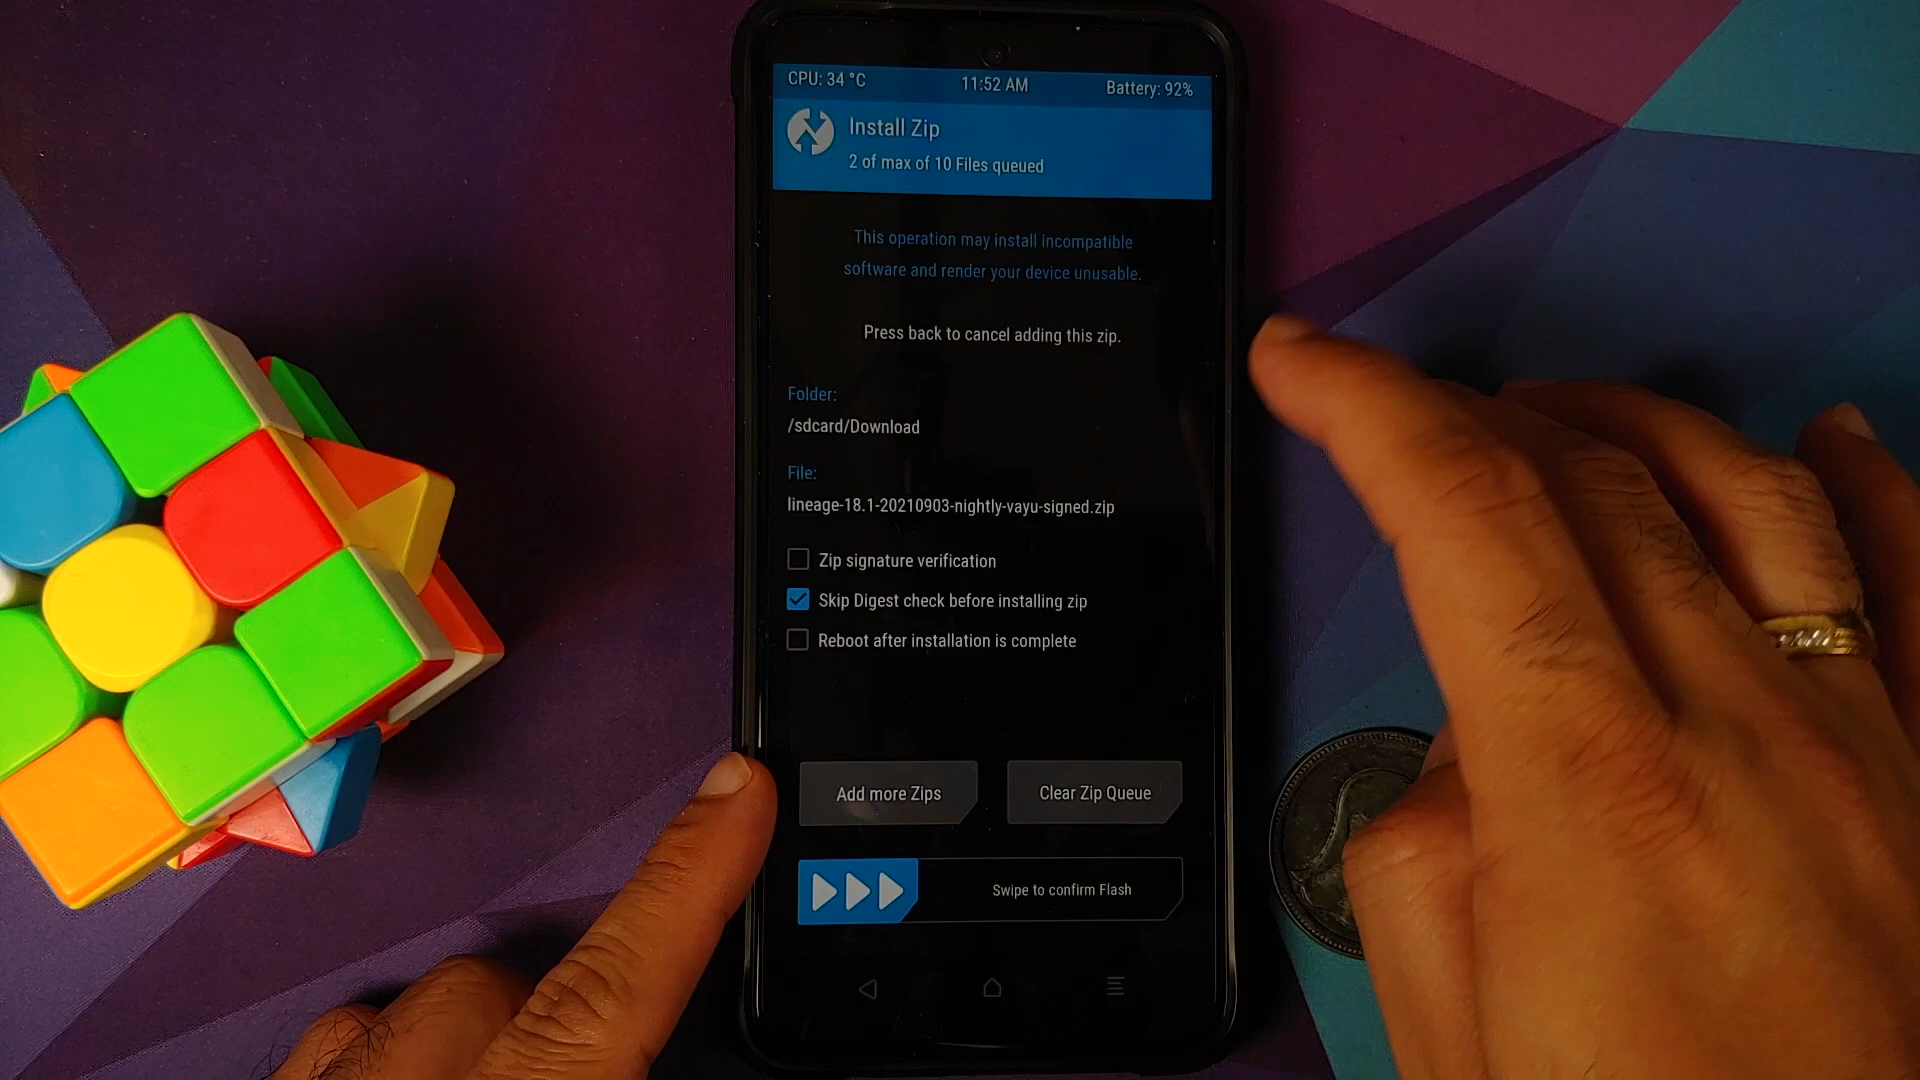 CPU: 34 °C 11:52 AM Battery: 92%
Install Zip
2 of max of 10 Files queued
This operation may install incompatible
software and render your device unusable.
Press back to cancel adding this zip.
Folder:
/sdcard/Download
File:
lineage-18.1-20210903-nightly-vayu-signed.zip
Zip signature verification
Skip Digest check before installing zip
Reboot after installation is complete
Add more Zips Clear Zip Queue
Swipe to confirm Flash